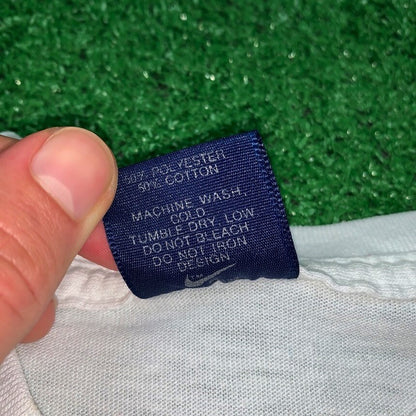 50% POLYESTER
50% COTTON
MACHINE WASH,
COLD
TUMBLE DRY, LOW
DO NOT BLEACH
DO NOT IRON
DESIGN